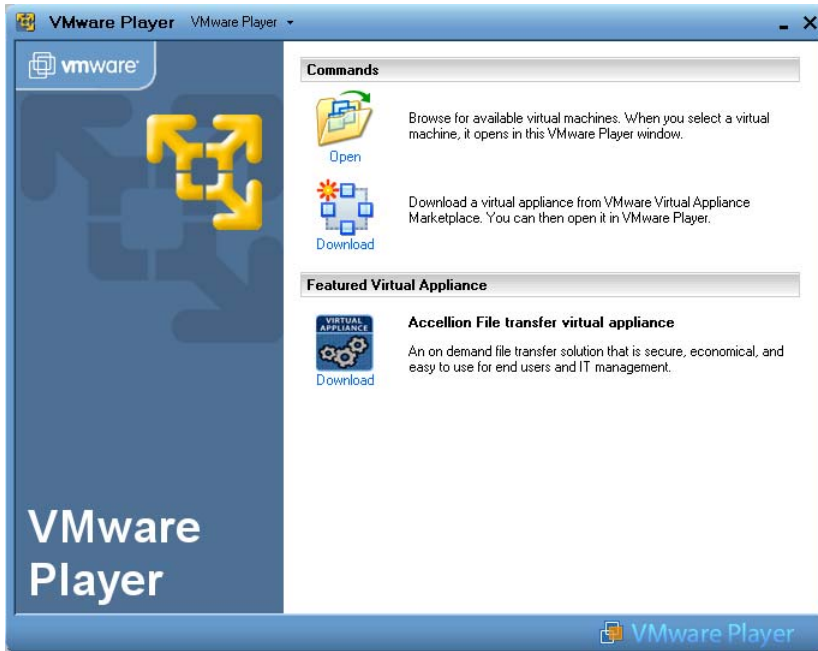 VMware Player VMware Player
vmware
Commands
Open
Browse for available virtual machines. When you select a virtual
machine, it opens in this VMware Player window.
Download
Download a virtual appliance from VMware Virtual Appliance
Marketplace. You can then open it in VMware Player.
Featured Virtual Appliance
VIRTUAL
APPLIANCE
Download
Accellion File transfer virtual appliance
An on demand file transfer solution that is secure, economical, and
easy to use for end users and IT management.
VMware
Player
VMware Player